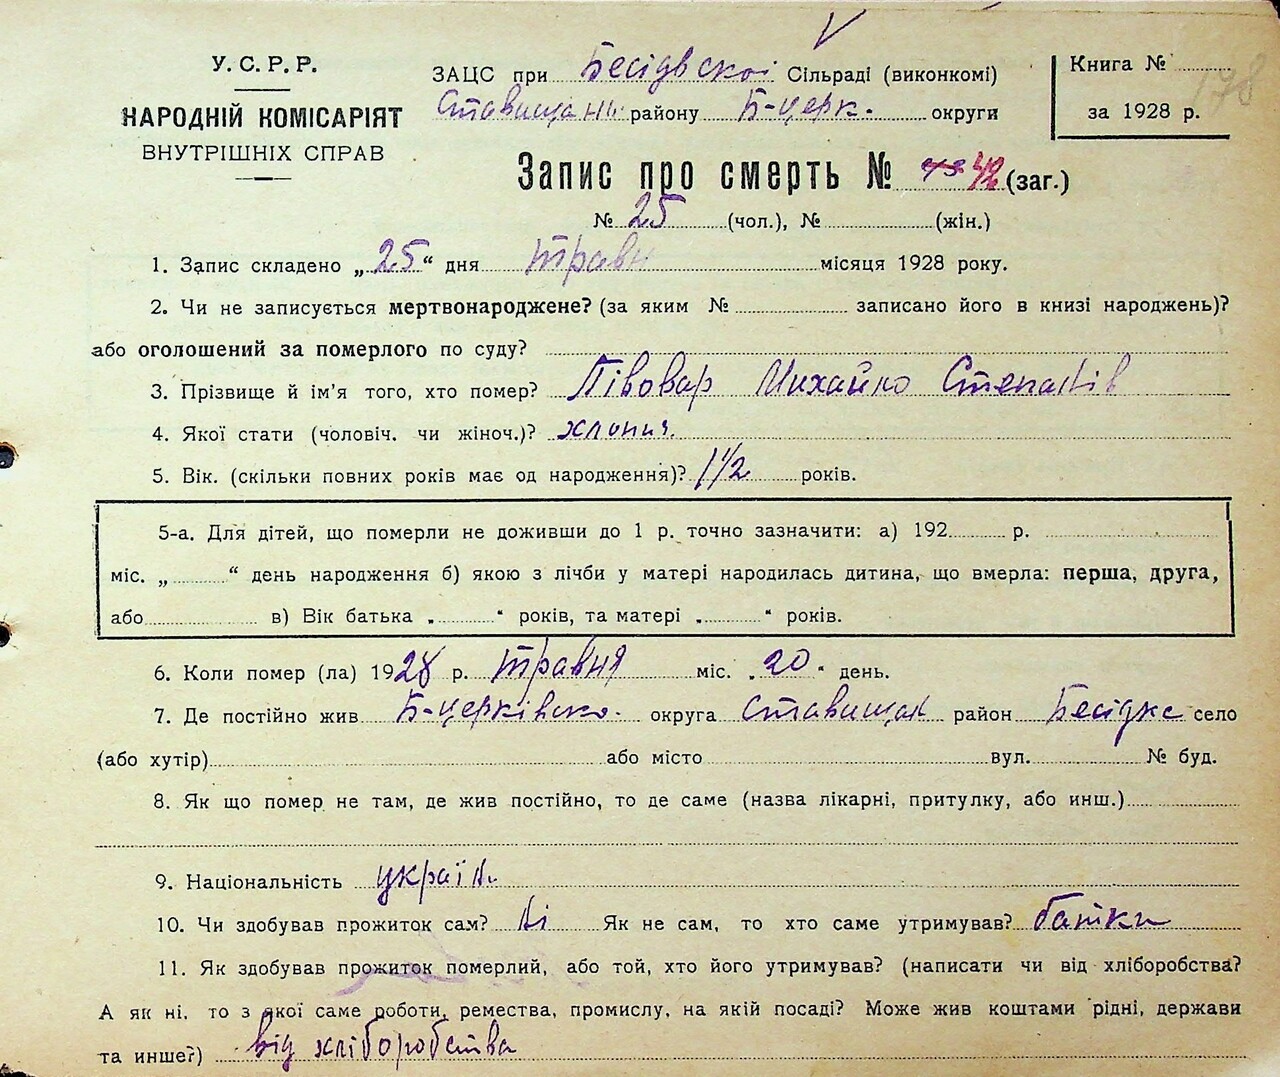 У. С. Р. Р.
НАРОДНІЙ КОМІСАРІЯТ
ВНУТРІШНІХ СПРАВ
ЗАЦС при Бесідвской Сільраді (виконкомі)
Ставищан району Б-церк. округи
Книга № 178
за 1928 р.
Запис про смерть № 42 (заг.)
№ 25 (чол.), № (жін.)
1. Запис складено „25“ дня травн місяця 1928 року.
2. Чи не записується мертвонароджене? (за яким № записано його в книзі народжень)?
або оголошений за померлого по суду?
3. Прізвище й ім'я того, хто помер? Півовар Михайло Степанів
4. Якої стати (чоловіч. чи жіноч.)? хлопяч.
5. Вік. (скільки повних років має од народження)? 1 1/2 років.
5-а. Для дітей, що померли не доживши до 1 р. точно зазначити: а) 192 р.
міс. „ “ день народження б) якою з лічби у матері народилась дитина, що вмерла: перша, друга,
або в) Вік батька „ “ років, та матері „ “ років.
6. Коли помер (ла) 1928 р. травня міс. „20“ день.
7. Де постійно жив Б-церківско. округа Ставищан район Бесідка село
(або хутір) або місто вул. № буд.
8. Як що помер не там, де жив постійно, то де саме (назва лікарні, притулку, або инш.)
9. Національність україн.
10. Чи здобував прожиток сам? Ні Як не сам, то хто саме утримував? батьки
11. Як здобував прожиток померлий, або той, хто його утримував? (написати чи від хліборобства?
А як ні, то з якої саме роботи, ремества, промислу, на якій посаді? Може жив коштами рідні, держави
та инше?) від хліборобства